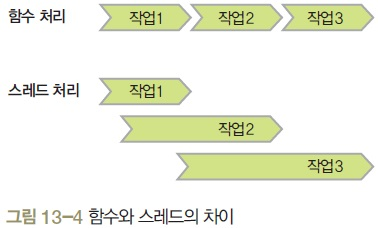 함수 처리 작업1 작업2 작업3
스레드 처리 작업1
작업2
작업3
그림 13-4 함수와 스레드의 차이